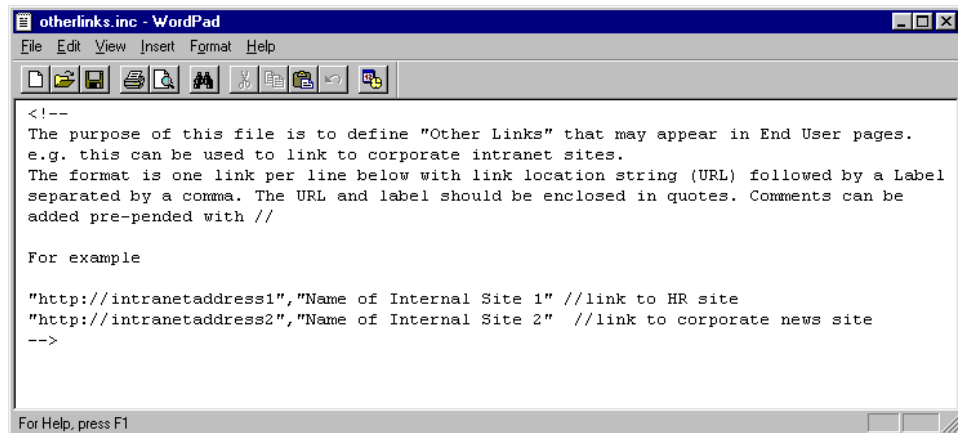 otherlinks.inc - WordPad
File Edit View Insert Format Help
<!--
The purpose of this file is to define "Other Links" that may appear in End User pages.
e.g. this can be used to link to corporate intranet sites.
The format is one link per line below with link location string (URL) followed by a Label
separated by a comma. The URL and label should be enclosed in quotes. Comments can be
added pre-pended with //
For example
"http://intranetaddress1","Name of Internal Site 1" //link to HR site
"http://intranetaddress2","Name of Internal Site 2"  //link to corporate news site
-->
For Help, press F1